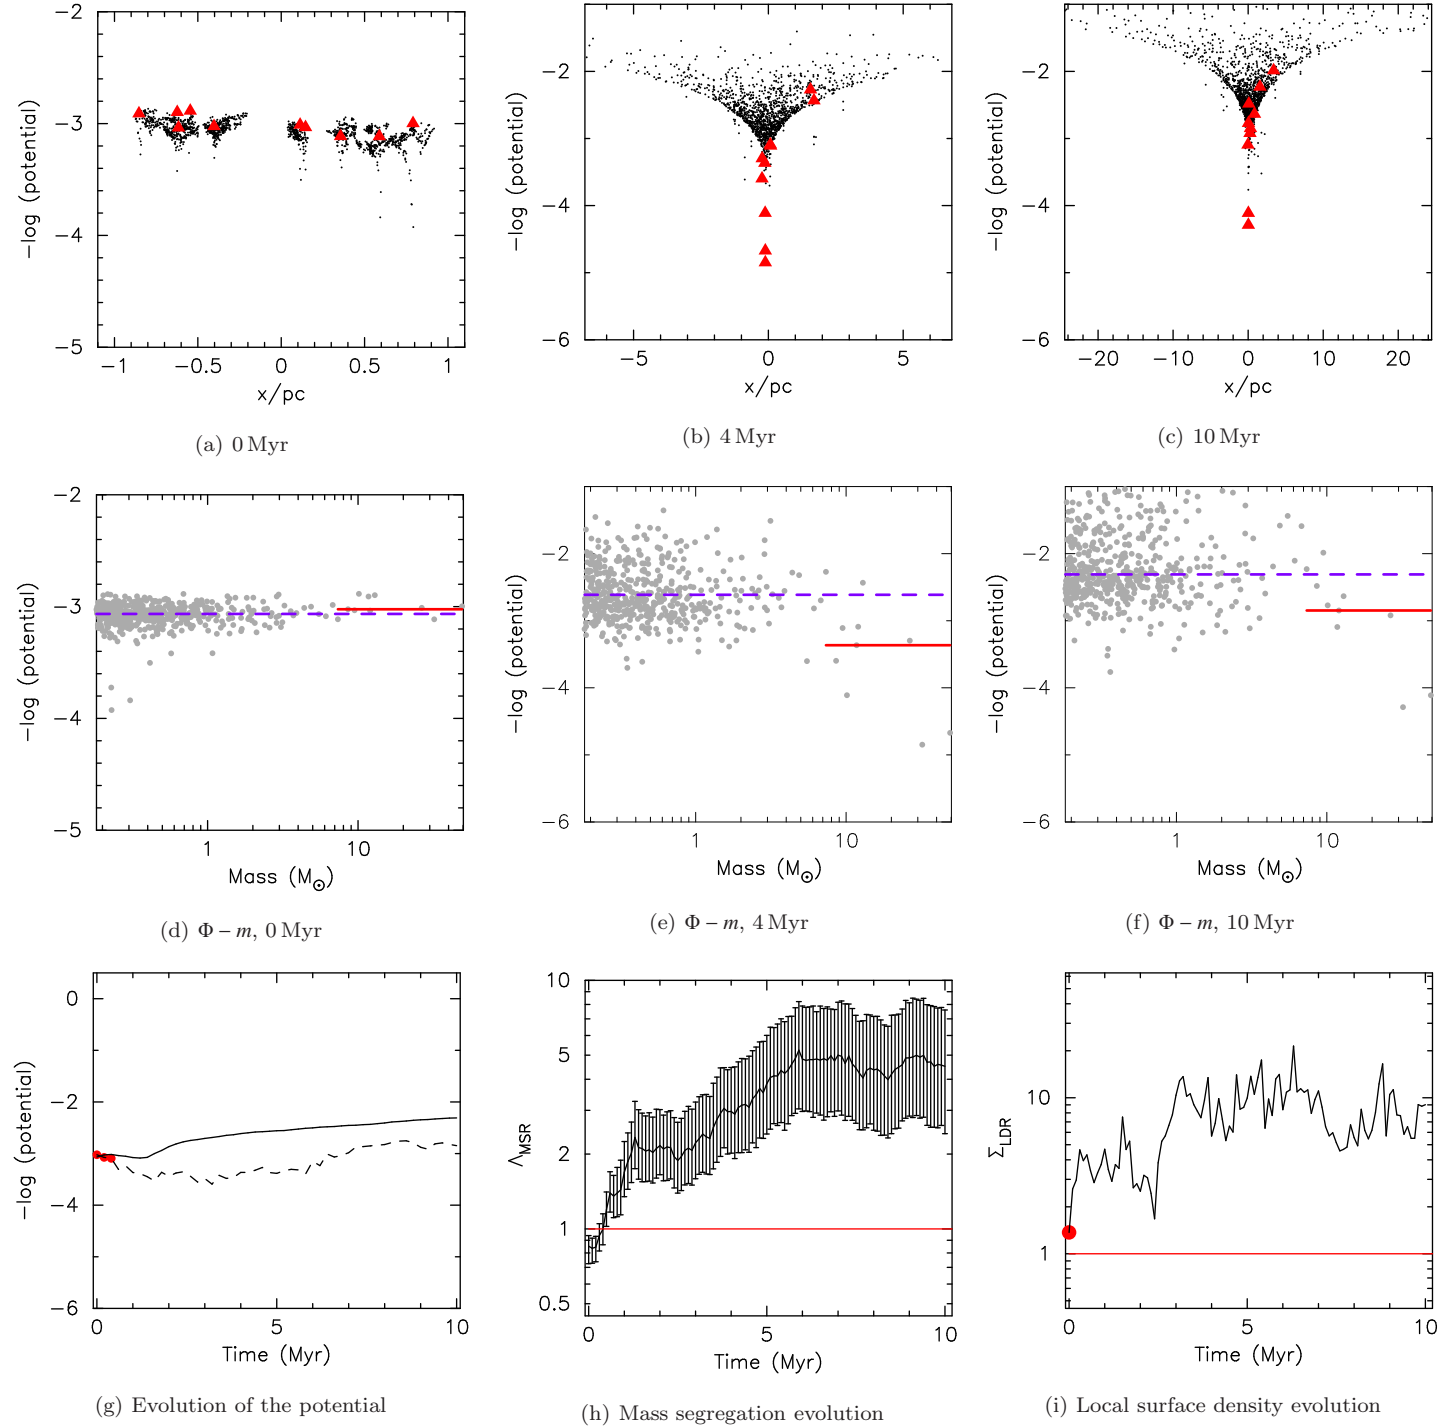 −2
−3
−4
−5
−log (potential)
−1
−0.5
0
0.5
1
x/pc
(a) 0 Myr
−2
−4
−6
−log (potential)
−5
0
5
x/pc
(b) 4 Myr
−2
−4
−6
−log (potential)
−20
−10
0
10
20
x/pc
(c) 10 Myr
−2
−3
−4
−5
−log (potential)
1
10
Mass (M⊙)
(d) Φ − m, 0 Myr
−2
−4
−6
−log (potential)
1
10
Mass (M⊙)
(e) Φ − m, 4 Myr
−2
−4
−6
−log (potential)
1
10
Mass (M⊙)
(f) Φ − m, 10 Myr
0
−2
−4
−6
−log (potential)
0
5
10
Time (Myr)
(g) Evolution of the potential
10
5
2
1
0.5
Λ_MSR
0
5
10
Time (Myr)
(h) Mass segregation evolution
10
1
Σ_LDR
0
5
10
Time (Myr)
(i) Local surface density evolution